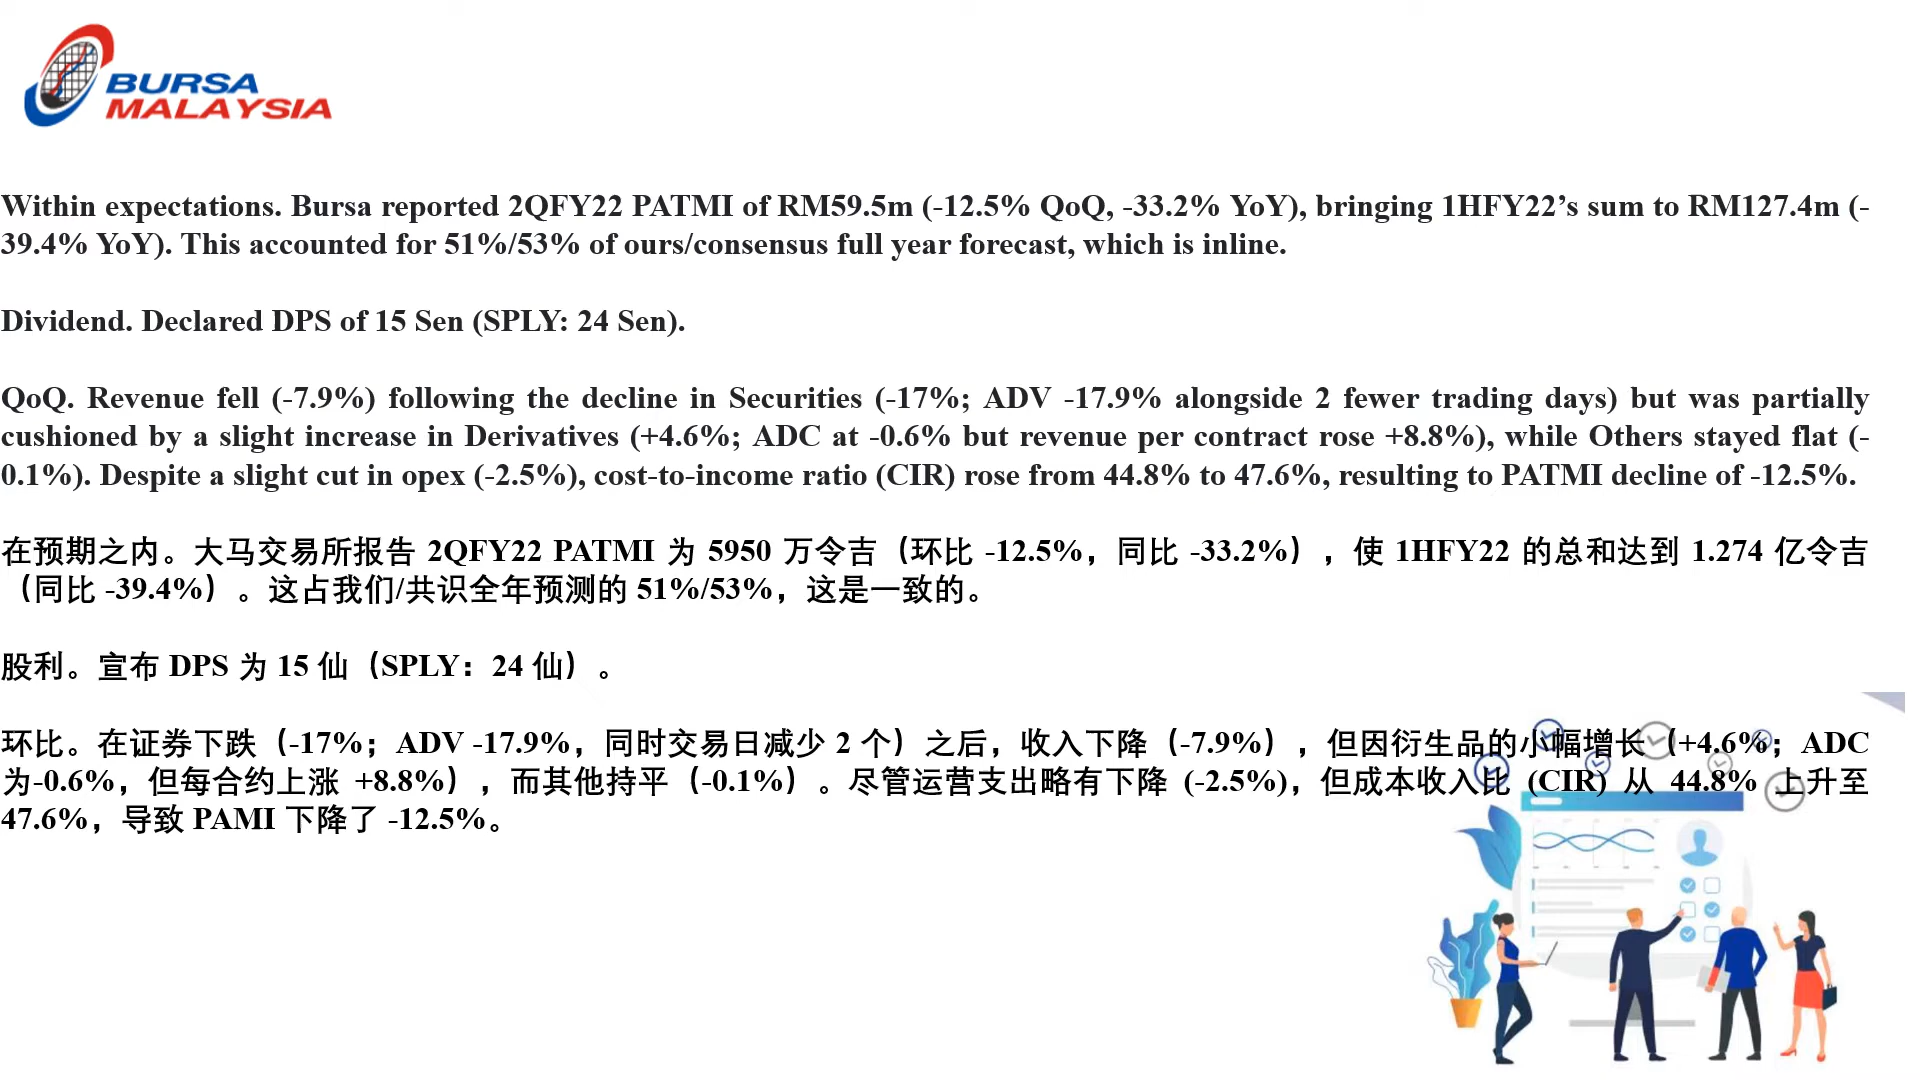 BURSA
MALAYSIA
Within expectations. Bursa reported 2QFY22 PATMI of RM59.5m (-12.5% QoQ, -33.2% YoY), bringing 1HFY22’s sum to RM127.4m (-
39.4% YoY). This accounted for 51%/53% of ours/consensus full year forecast, which is inline.
Dividend. Declared DPS of 15 Sen (SPLY: 24 Sen).
QoQ. Revenue fell (-7.9%) following the decline in Securities (-17%; ADV -17.9% alongside 2 fewer trading days) but was partially
cushioned by a slight increase in Derivatives (+4.6%; ADC at -0.6% but revenue per contract rose +8.8%), while Others stayed flat (-
0.1%). Despite a slight cut in opex (-2.5%), cost-to-income ratio (CIR) rose from 44.8% to 47.6%, resulting to PATMI decline of -12.5%.
在预期之内。大马交易所报告 2QFY22 PATMI 为 5950 万令吉（环比 -12.5%，同比 -33.2%），使 1HFY22 的总和达到 1.274 亿令吉
（同比 -39.4%）。这占我们/共识全年预测的 51%/53%，这是一致的。
股利。宣布 DPS 为 15 仙（SPLY：24 仙）。
环比。在证券下跌（-17%；ADV -17.9%，同时交易日减少 2 个）之后，收入下降（-7.9%），但因衍生品的小幅增长（+4.6%；ADC
为-0.6%，但每合约上涨 +8.8%），而其他持平（-0.1%）。尽管运营支出略有下降 (-2.5%)，但成本收入比 (CIR) 从 44.8% 上升至
47.6%，导致 PAMI 下降了 -12.5%。